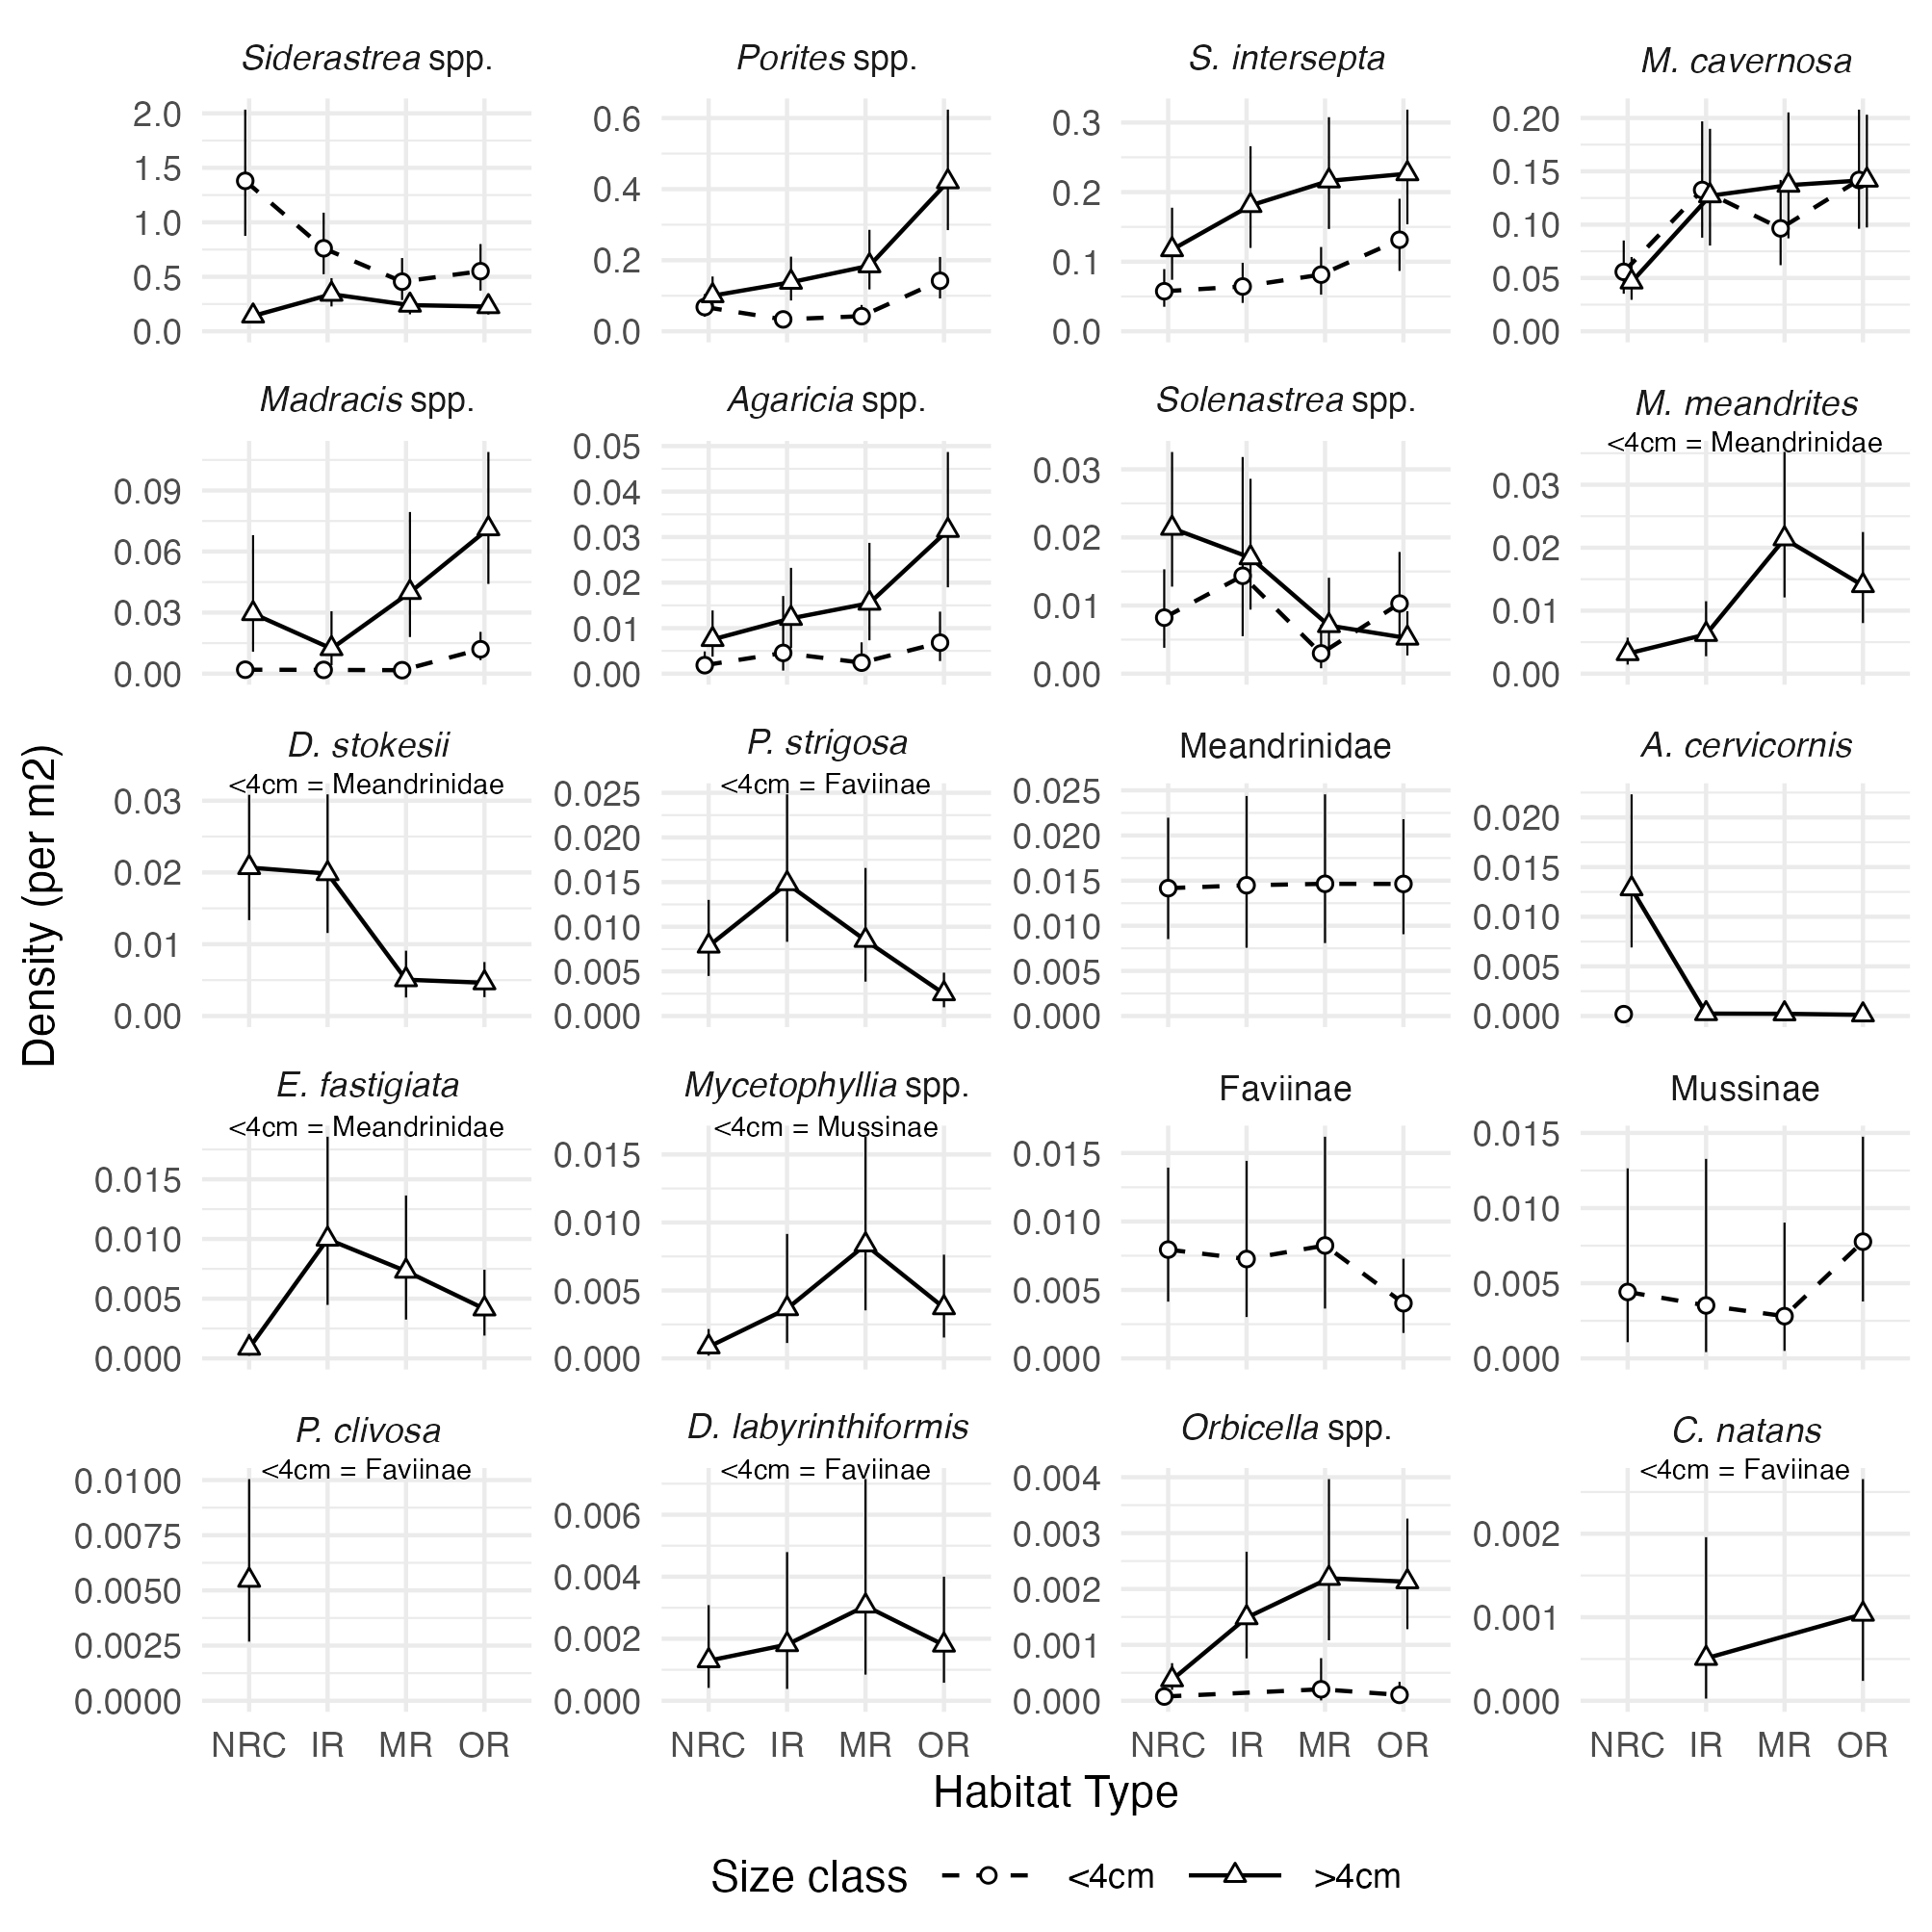 Siderastrea spp.
Porites spp.
S. intersepta
M. cavernosa
2.0
1.5
1.0
0.5
0.0
0.6
0.4
0.2
0.0
0.3
0.2
0.1
0.0
0.20
0.15
0.10
0.05
0.00
Madracis spp.
Agaricia spp.
Solenastrea spp.
M. meandrites
<4cm = Meandrinidae
0.09
0.06
0.03
0.00
0.05
0.04
0.03
0.02
0.01
0.00
0.03
0.02
0.01
0.00
0.03
0.02
0.01
0.00
Density (per m2)
D. stokesii
<4cm = Meandrinidae
P. strigosa
<4cm = Faviinae
Meandrinidae
A. cervicornis
0.03
0.02
0.01
0.00
0.025
0.020
0.015
0.010
0.005
0.000
0.025
0.020
0.015
0.010
0.005
0.000
0.020
0.015
0.010
0.005
0.000
E. fastigiata
<4cm = Meandrinidae
Mycetophyllia spp.
<4cm = Mussinae
Faviinae
Mussinae
0.015
0.010
0.005
0.000
0.015
0.010
0.005
0.000
0.015
0.010
0.005
0.000
0.015
0.010
0.005
0.000
P. clivosa
<4cm = Faviinae
D. labyrinthiformis
<4cm = Faviinae
Orbicella spp.
C. natans
<4cm = Faviinae
0.0100
0.0075
0.0050
0.0025
0.0000
0.006
0.004
0.002
0.000
0.004
0.003
0.002
0.001
0.000
0.002
0.001
0.000
NRC IR MR OR
NRC IR MR OR
NRC IR MR OR
NRC IR MR OR
Habitat Type
Size class <4cm >4cm